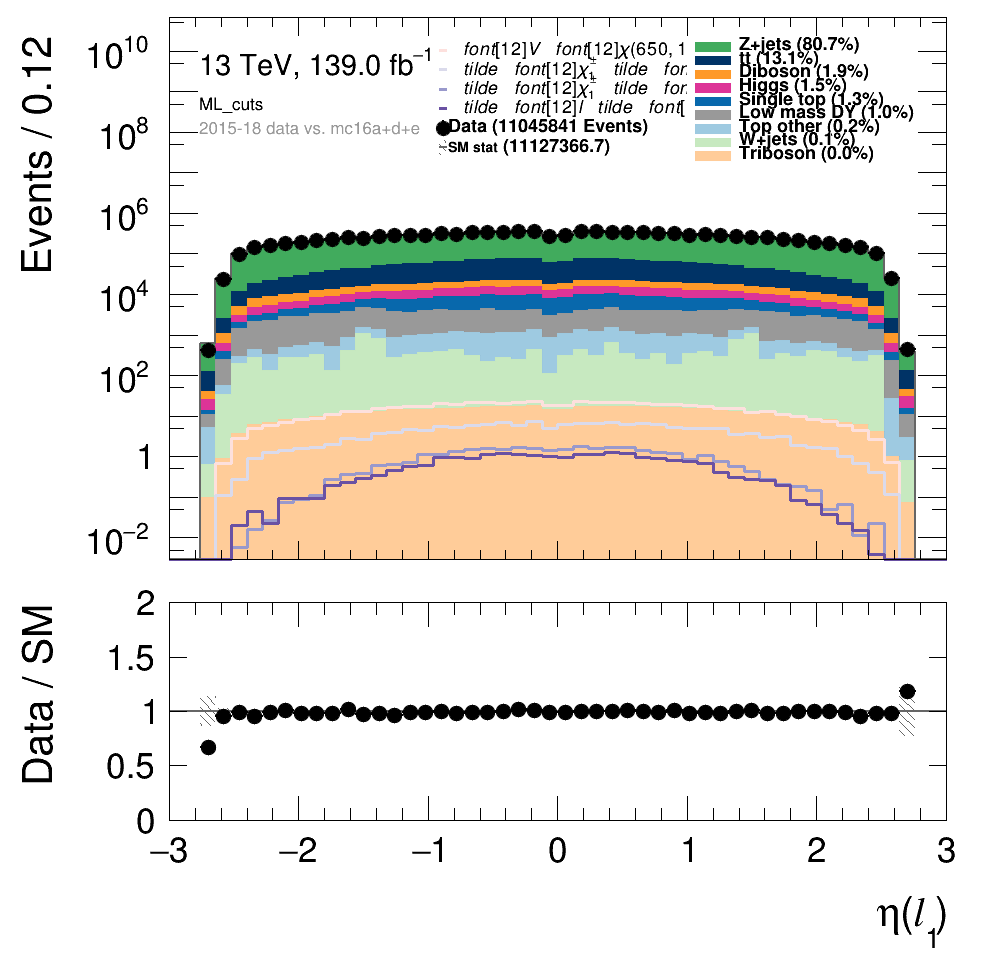 Events / 0.12
10^10
10^8
10^6
10^4
10^2
1
10^−2
13 TeV, 139.0 fb^−1
ML_cuts
2015-18 data vs. mc16a+d+e
font[12]V font[12]χ(650, 1
tilde font[12]χ±1 tilde for
tilde font[12]χ±1 tilde for
tilde font[12]l tilde font[
Data (11045841 Events)
SM stat (11127366.7)
Z+jets (80.7%)
tt (13.1%)
Diboson (1.9%)
Higgs (1.5%)
Single top (1.3%)
Low mass DY (1.0%)
Top other (0.2%)
W+jets (0.1%)
Triboson (0.0%)
Data / SM
2
1.5
1
0.5
0
−3 −2 −1 0 1 2 3
η(l_1)